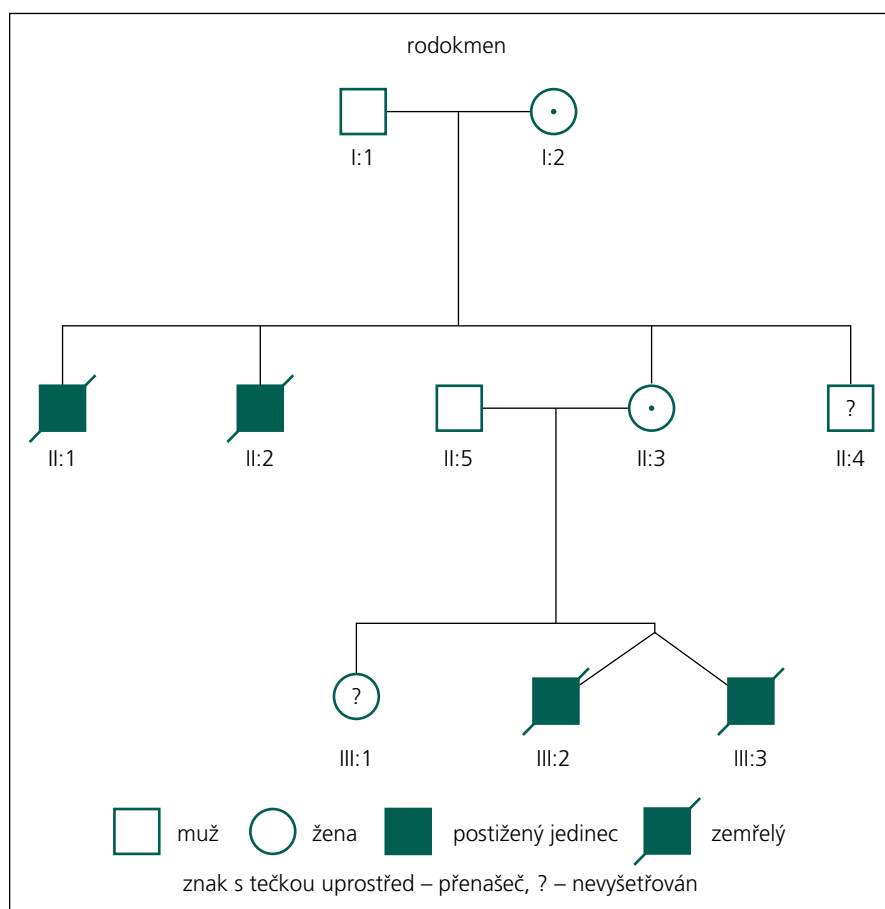 rodokmen
I:1 I:2
? ?
II:1 II:2 II:5 II:3 II:4
?
III:1 III:2 III:3
muž žena postižený jedinec zemřelý
znak s tečkou uprostřed – přenašeč, ? – nevyšetřován